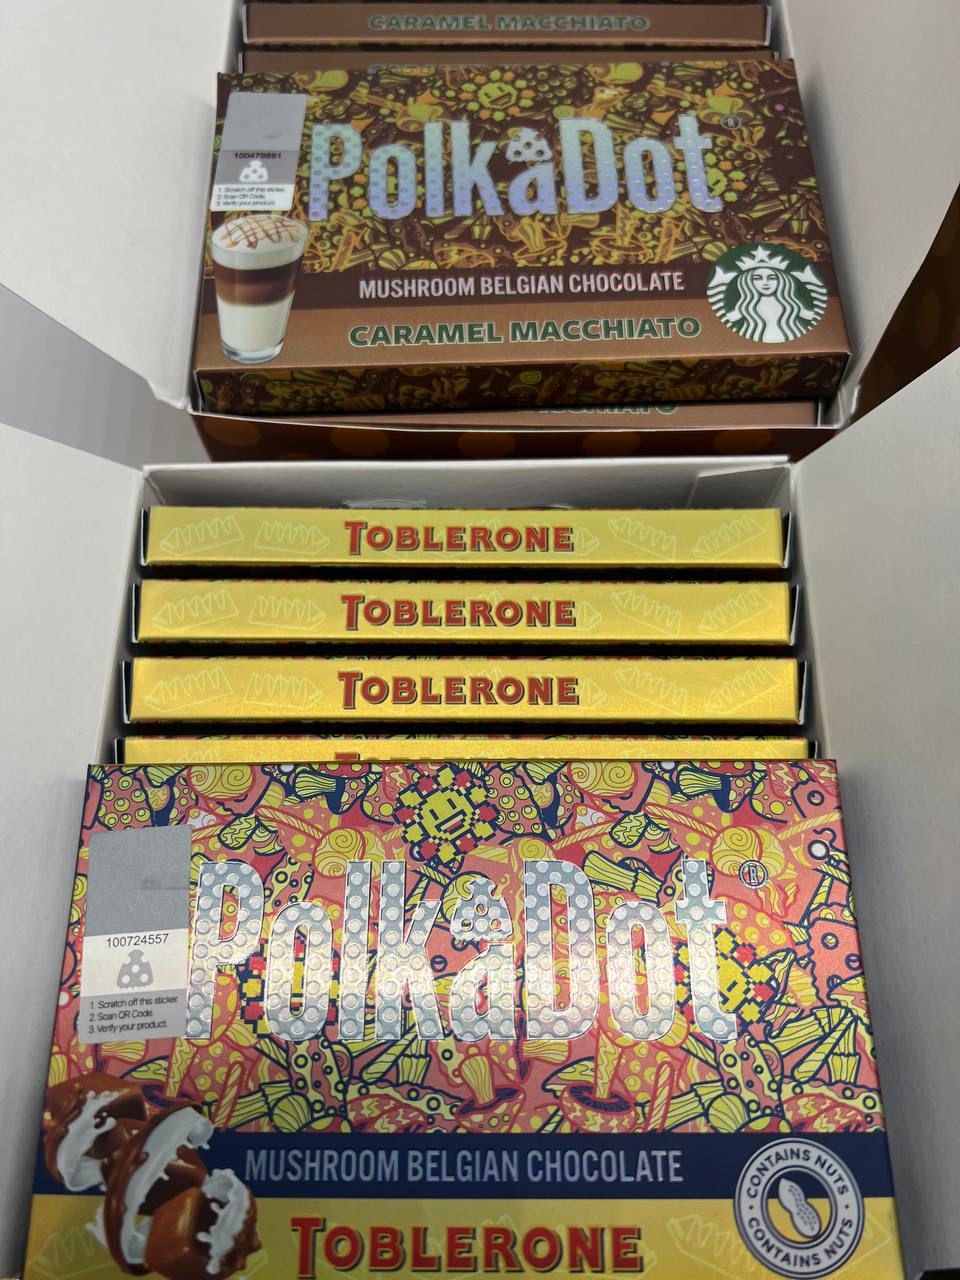 CARAMEL MACCHIATO
PolkaDot
R
100479891
1. Scratch off this sticker.
2. Scan QR Code.
3. Verify your product.
MUSHROOM BELGIAN CHOCOLATE
CARAMEL MACCHIATO
TOBLERONE
TOBLERONE
TOBLERONE
PolkaDot
R
100724557
1. Scratch off this sticker.
2. Scan QR Code.
3. Verify your product.
MUSHROOM BELGIAN CHOCOLATE
CONTAINS NUTS
CONTAINS NUTS
TOBLERONE